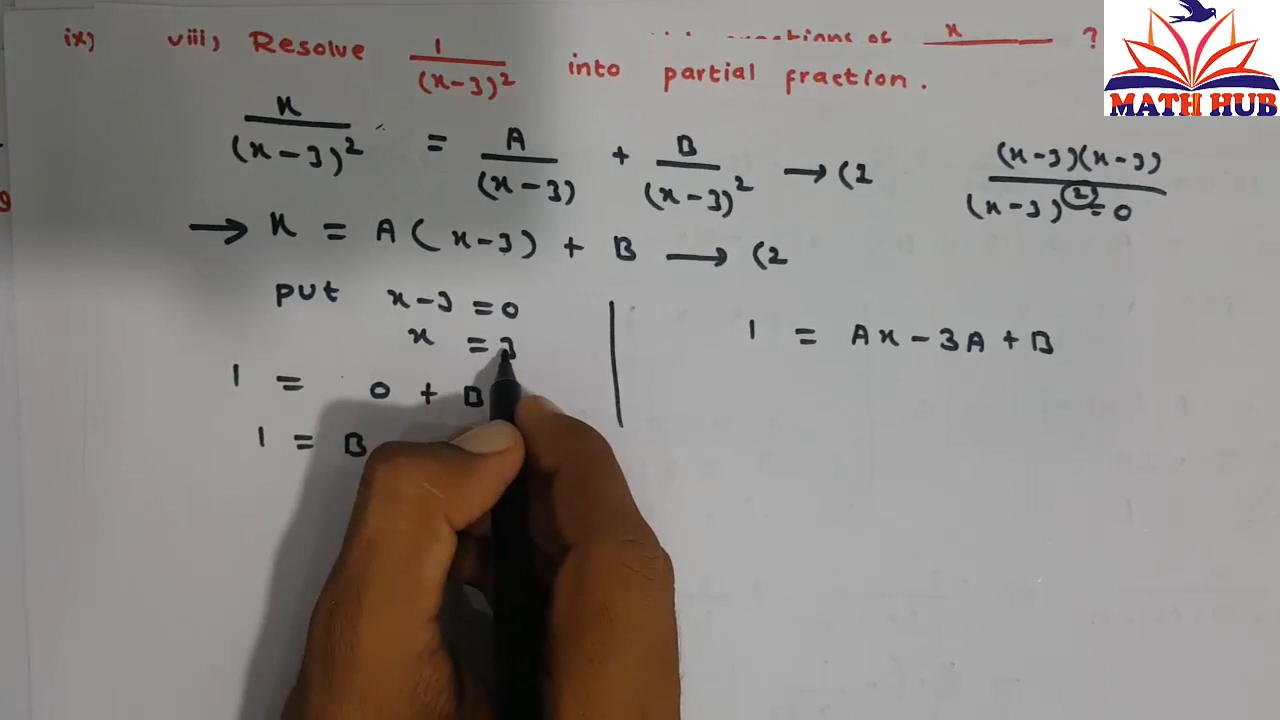 ix, viii, Resolve 1/(x-3)² into partial fraction. x ?
x/(x-3)² = A/(x-3) + B/(x-3)² → (2
(x-3)(x-3)/(x-3)² = 0
→ x = A(x-3) + B → (2
put x-3 = 0
x = 3
1 = 0 + B
1 = B
1 = Ax - 3A + B
MATH HUB